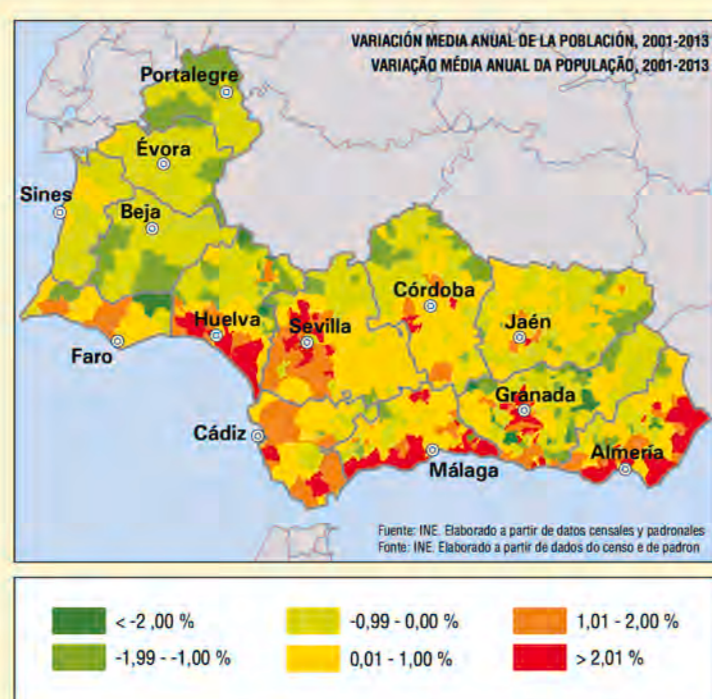 VARIACIÓN MEDIA ANUAL DE LA POBLACIÓN, 2001-2013
VARIAÇÃO MÉDIA ANUAL DA POPULAÇÃO, 2001-2013
Portalegre
Évora
Sines
Beja
Córdoba
Huelva
Sevilla
Jaén
Faro
Granada
Cádiz
Málaga
Almería
Fuente: INE. Elaborado a partir de datos censales y padronales
Fonte: INE. Elaborado a partir de dados do censo e de padron
< -2 ,00 %
-0,99 - 0,00 %
1,01 - 2,00 %
-1,99 - -1,00 %
0,01 - 1,00 %
> 2,01 %